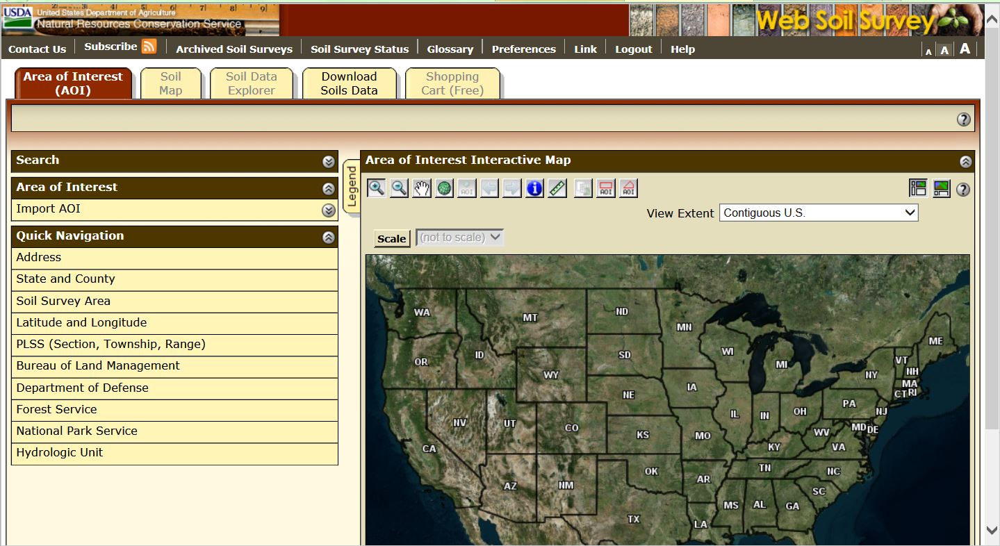 USDA
United States Department of Agriculture
Natural Resources Conservation Service
Web Soil Survey
Contact Us Subscribe Archived Soil Surveys Soil Survey Status Glossary Preferences Link Logout Help A A A
Area of Interest (AOI)
Soil Map
Soil Data Explorer
Download Soils Data
Shopping Cart (Free)
Search
Area of Interest
Import AOI
Quick Navigation
Address
State and County
Soil Survey Area
Latitude and Longitude
PLSS (Section, Township, Range)
Bureau of Land Management
Department of Defense
Forest Service
National Park Service
Hydrologic Unit
Legend
Area of Interest Interactive Map
AOI AOI AOI
View Extent Contiguous U.S.
Scale (not to scale)
WA MT ND MN
OR ID WY SD WI MI ME
VT NH NY MA CT RI
NE IA PA NJ
NV UT CO KS IL IN OH MD DE
CA MO WV VA KY
AZ NM OK AR TN NC
SC
TX LA MS AL GA